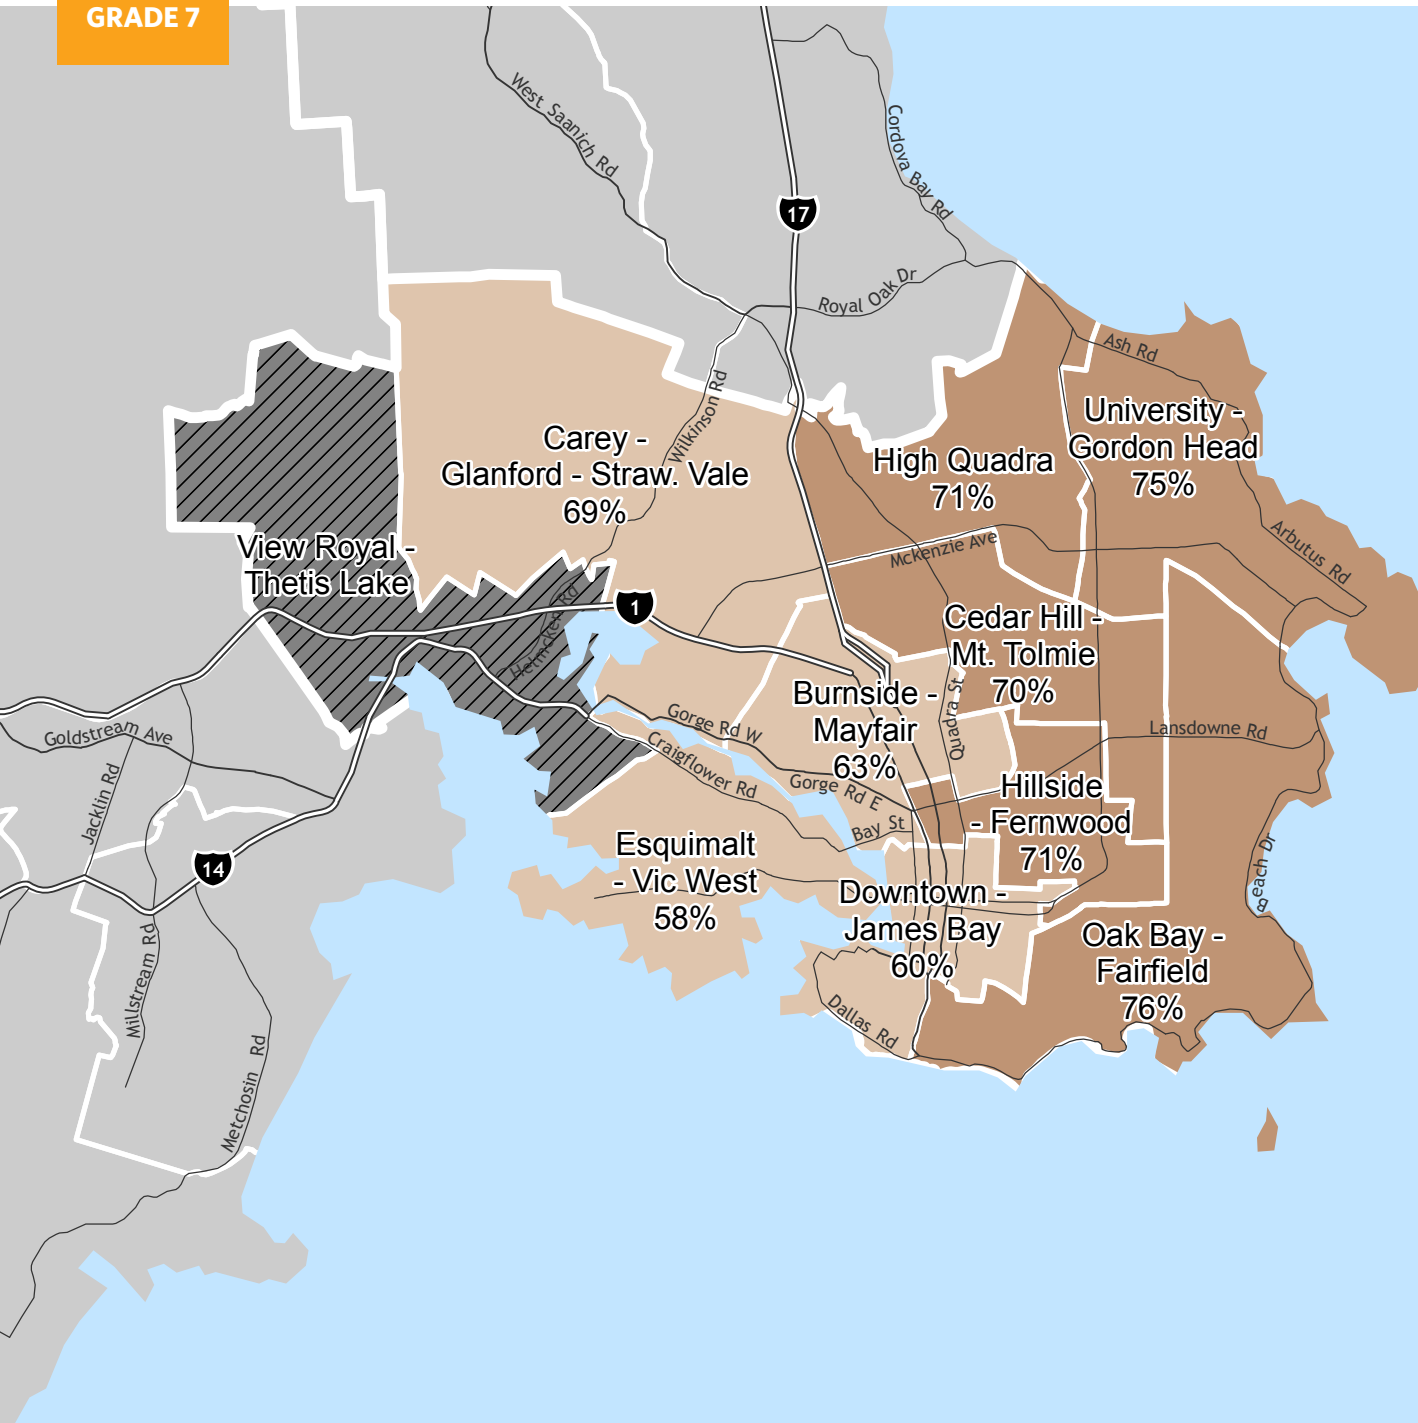 GRADE 7
West Saanich Rd
Cordova Bay Rd
17
Royal Oak Dr
Ash Rd
Wilkinson Rd
University -
Gordon Head
75%
Carey -
Glanford - Straw. Vale
69%
High Quadra
71%
Arbutus Rd
Mckenzie Ave
View Royal -
Thetis Lake
Helmcken Rd
1
Cedar Hill -
Mt. Tolmie
70%
Burnside -
Mayfair
63%
Quadra St
Gorge Rd W
Lansdowne Rd
Goldstream Ave
Craigflower Rd
Gorge Rd E
Jacklin Rd
Hillside
- Fernwood
71%
Bay St
Esquimalt
- Vic West
58%
14
Beach Dr
Downtown -
James Bay
60%
Oak Bay -
Fairfield
76%
Millstream Rd
Dallas Rd
Metchosin Rd